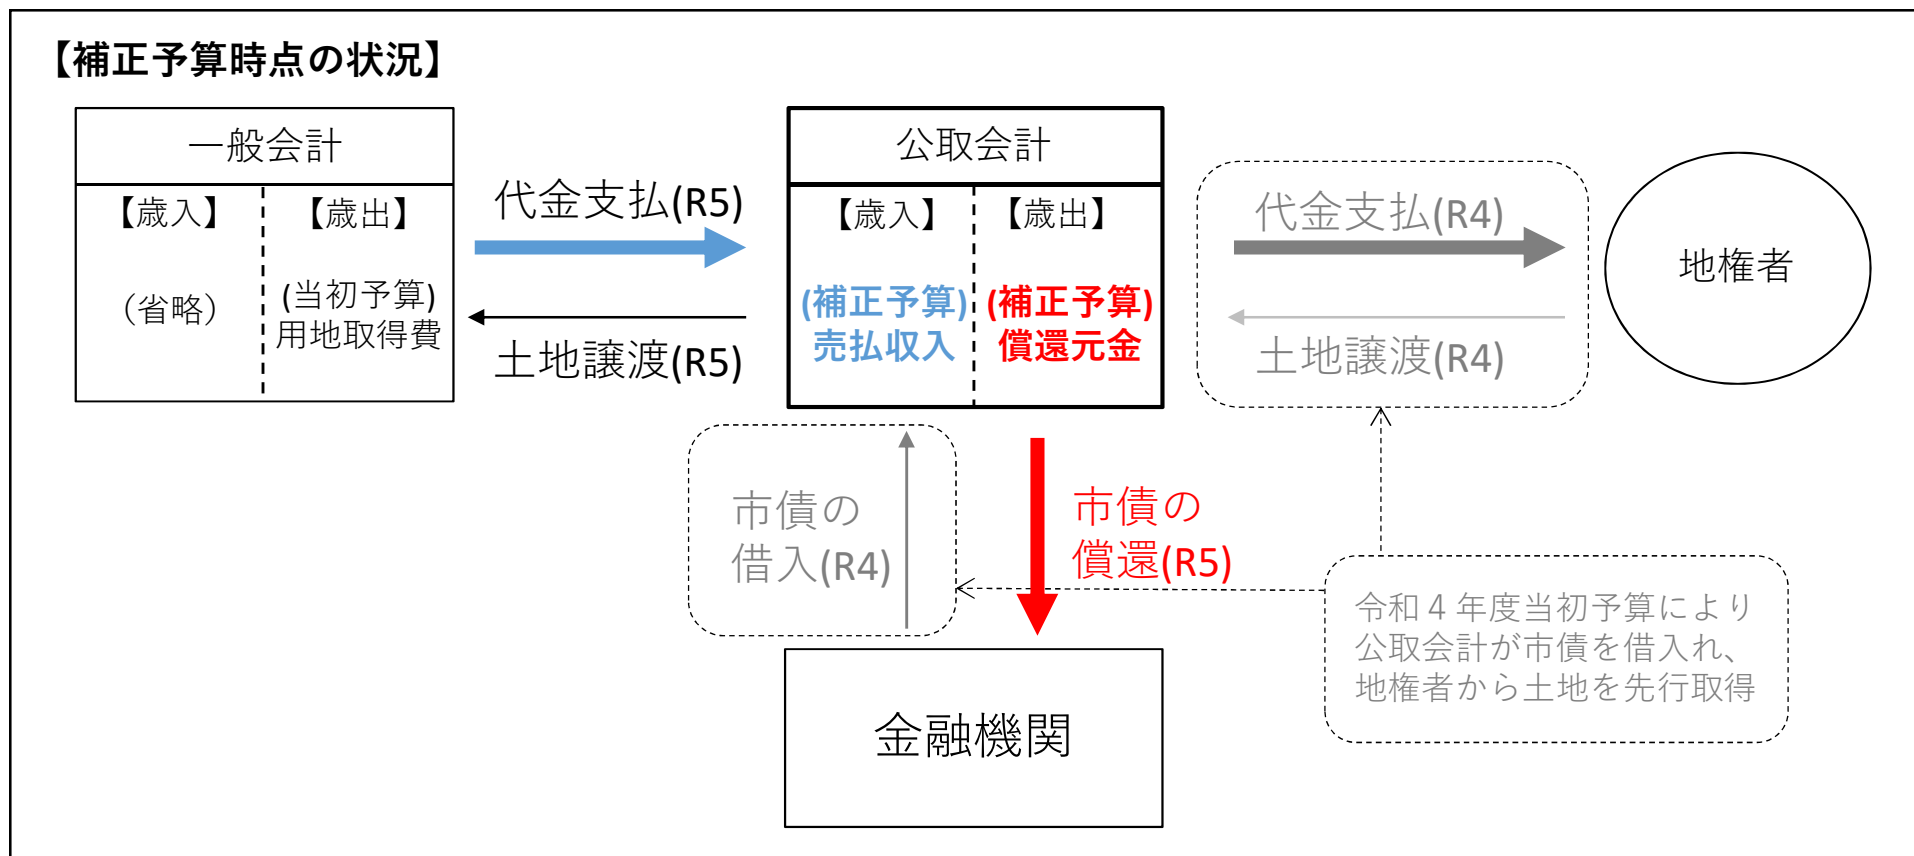 【補正予算時点の状況】
一般会計
【歳入】
【歳出】
(省略)
(当初予算)
用地取得費
代金支払(R5)
土地譲渡(R5)
公取会計
【歳入】
【歳出】
(補正予算)
売払収入
(補正予算)
償還元金
代金支払(R4)
土地譲渡(R4)
地権者
市債の
借入(R4)
市債の
償還(R5)
令和4年度当初予算により
公取会計が市債を借入れ、
地権者から土地を先行取得
金融機関